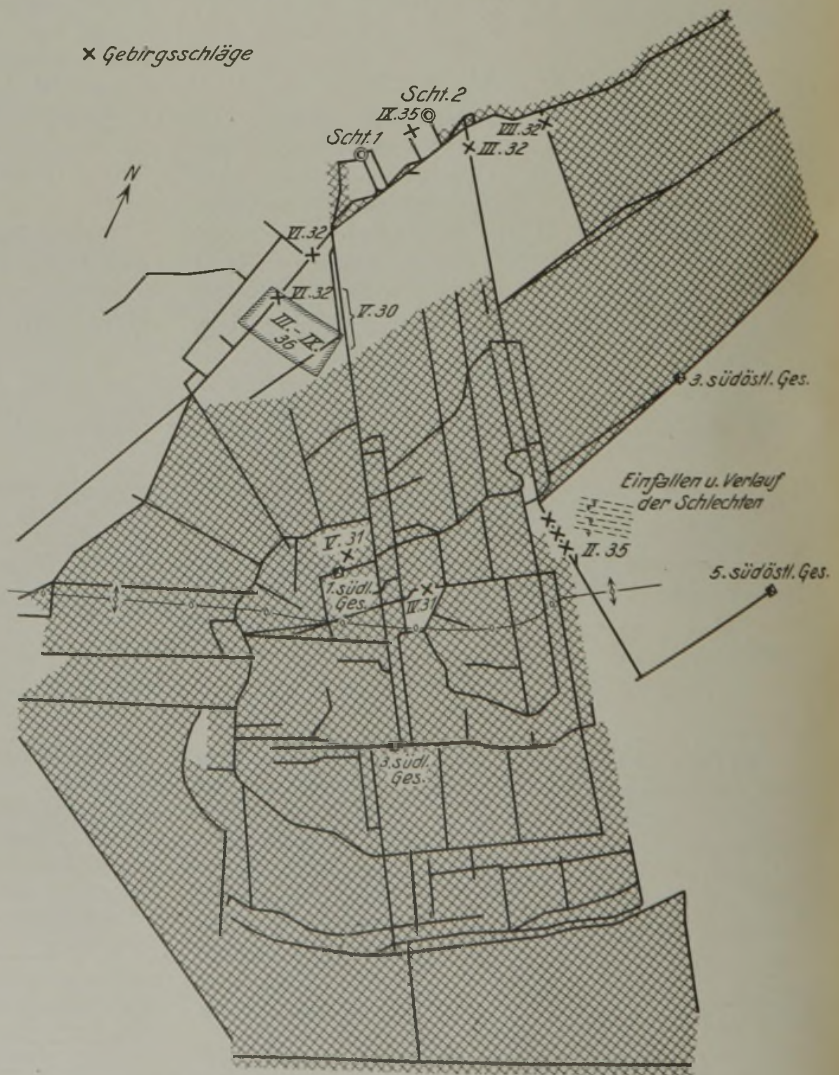 × Gebirgsschläge
Scht. 2
IX.35
Scht. 1
VII.32
III.32
N
VI.32
VI.32
V.30
III.-IX.
36
3. südöstl. Ges.
Einfallen u. Verlauf
der Schlechten
V.31
II.35
1. südl.
Ges.
IV.31
5. südöstl. Ges.
3. südl.
Ges.